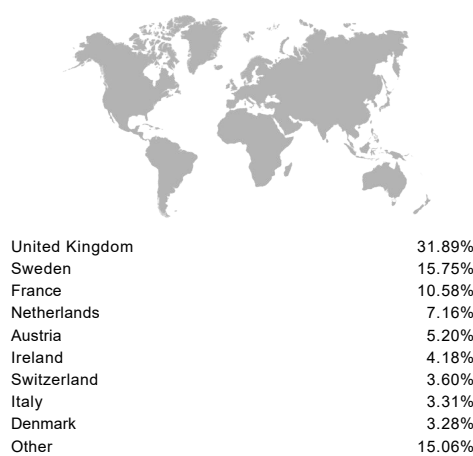 United Kingdom 31.89%
Sweden 15.75%
France 10.58%
Netherlands 7.16%
Austria 5.20%
Ireland 4.18%
Switzerland 3.60%
Italy 3.31%
Denmark 3.28%
Other 15.06%